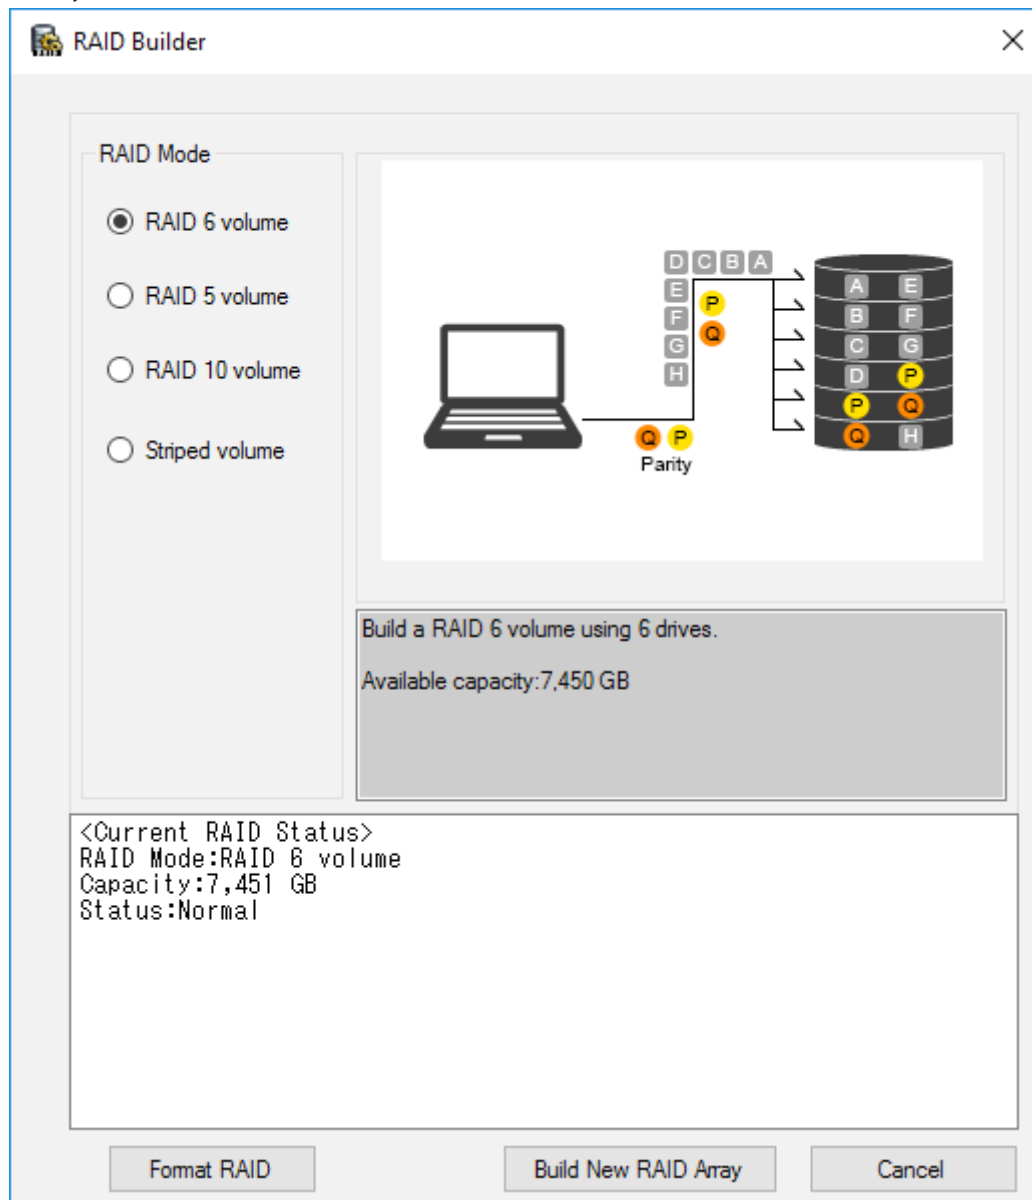 RAID Builder
RAID Mode
RAID 6 volume
RAID 5 volume
RAID 10 volume
Striped volume
D C B A
E
F
G
H
P
Q
Q P
Parity
A E
B F
C G
D P
P Q
Q H
Build a RAID 6 volume using 6 drives.
Available capacity:7,450 GB
<Current RAID Status>
RAID Mode:RAID 6 volume
Capacity:7,451 GB
Status:Normal
Format RAID
Build New RAID Array
Cancel